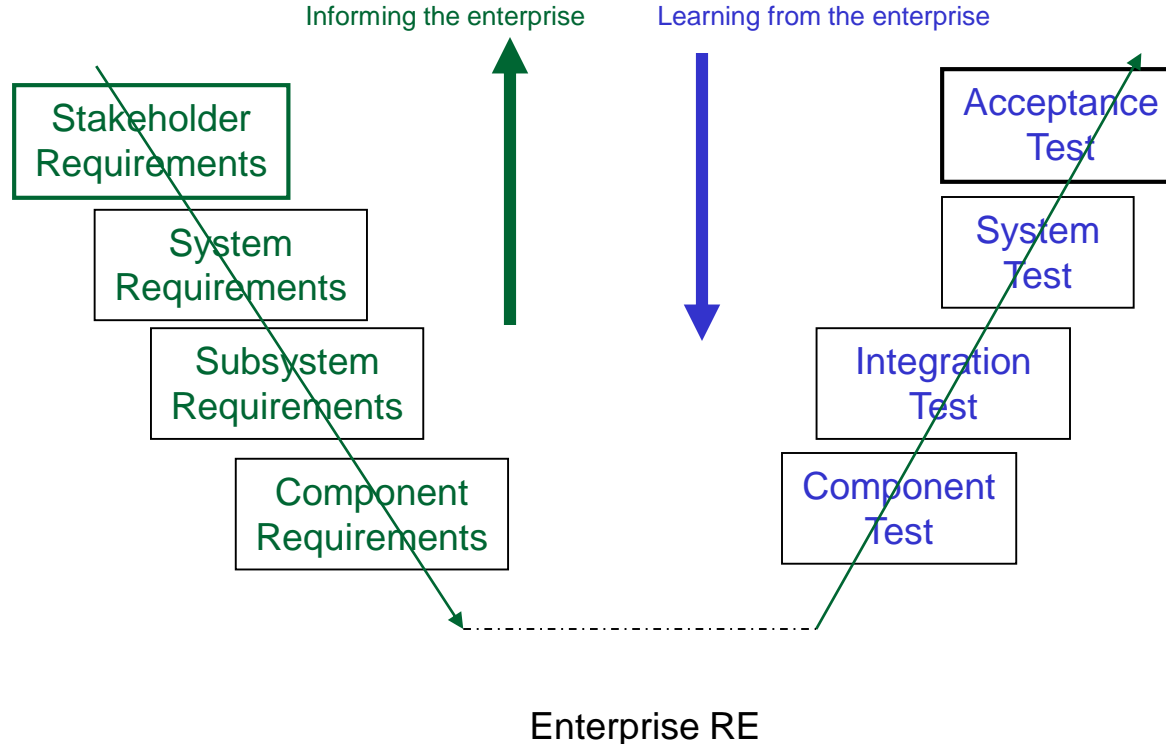 Informing the enterprise
Learning from the enterprise
Stakeholder
Requirements
System
Requirements
Subsystem
Requirements
Component
Requirements
Acceptance
Test
System
Test
Integration
Test
Component
Test
Enterprise RE